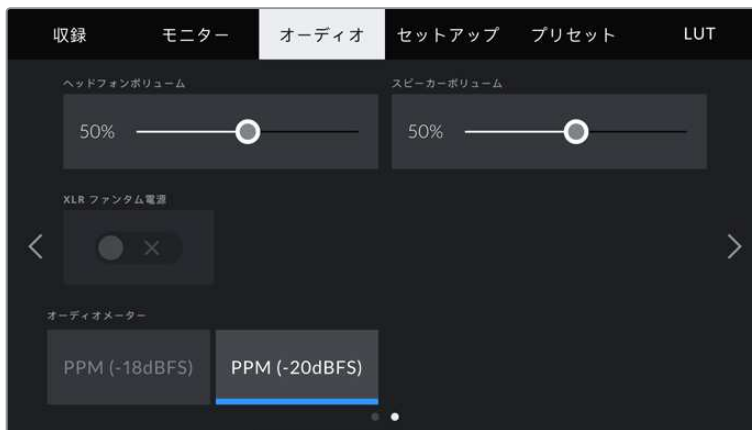 収録 モニター オーディオ セットアップ プリセット LUT
ヘッドフォンボリューム スピーカーボリューム
50% 50%
XLR ファンタム電源
オーディオメーター
PPM (-18dBFS) PPM (-20dBFS)